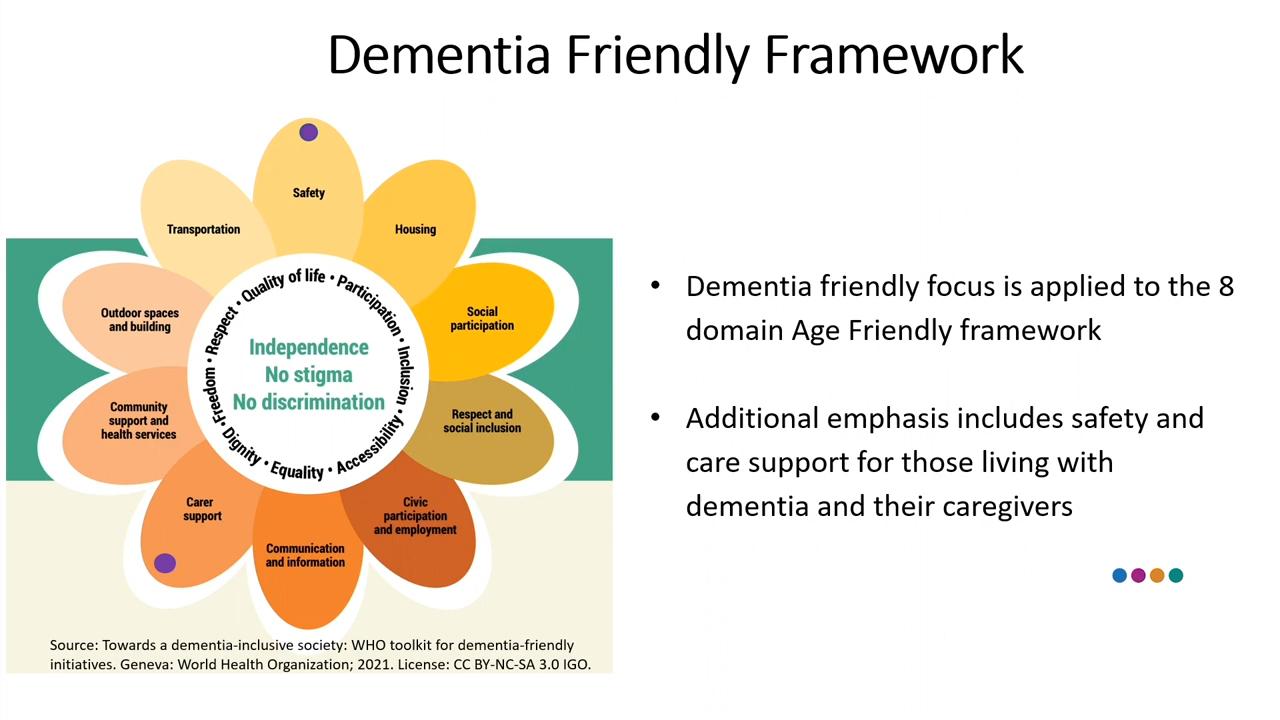 Dementia Friendly Framework
Safety
Transportation
Housing
Outdoor spaces
and building
Social
participation
Respect • Quality of life • Participation • Inclusion • Accessibility • Equality • Dignity • Freedom •
Independence
No stigma
No discrimination
Community
support and
health services
Respect and
social inclusion
Carer
support
Civic
participation
and employment
Communication
and information
Source: Towards a dementia-inclusive society: WHO toolkit for dementia-friendly
initiatives. Geneva: World Health Organization; 2021. License: CC BY-NC-SA 3.0 IGO.
• Dementia friendly focus is applied to the 8
domain Age Friendly framework
• Additional emphasis includes safety and
care support for those living with
dementia and their caregivers